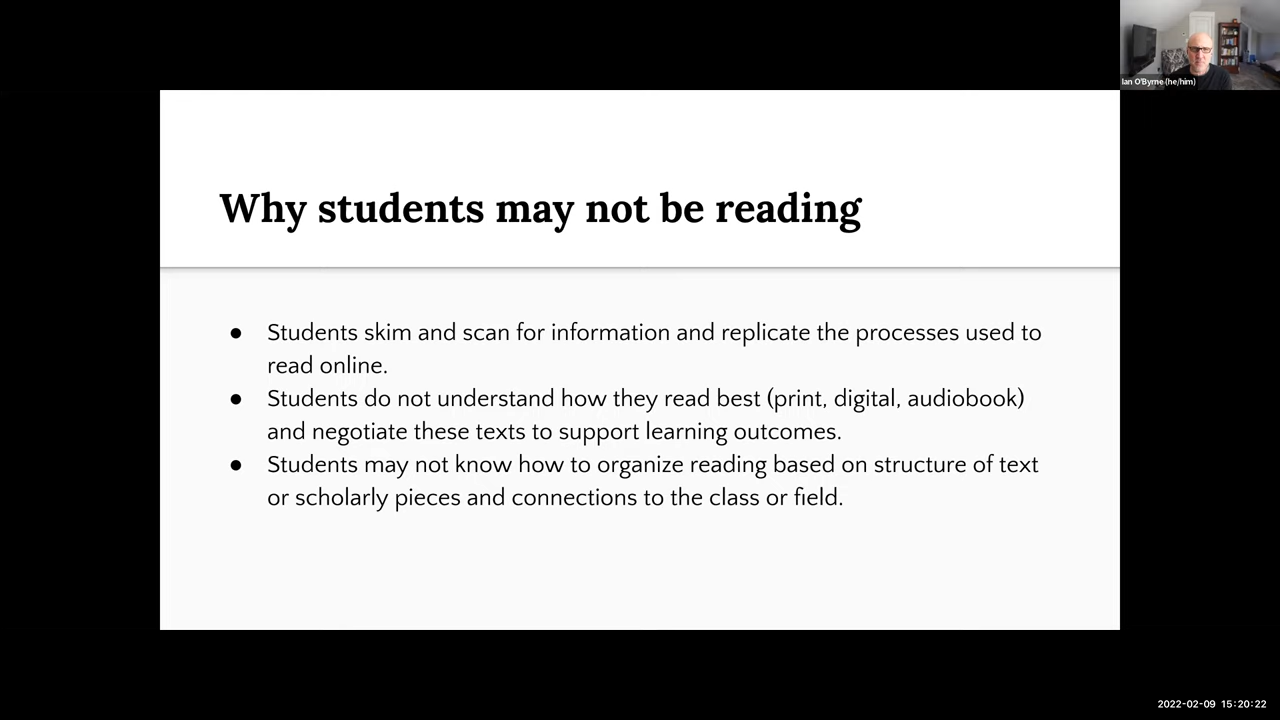 Ian O'Byrne (he/him)
Why students may not be reading
● Students skim and scan for information and replicate the processes used to
read online.
● Students do not understand how they read best (print, digital, audiobook)
and negotiate these texts to support learning outcomes.
● Students may not know how to organize reading based on structure of text
or scholarly pieces and connections to the class or field.
2022-02-09 15:20:22